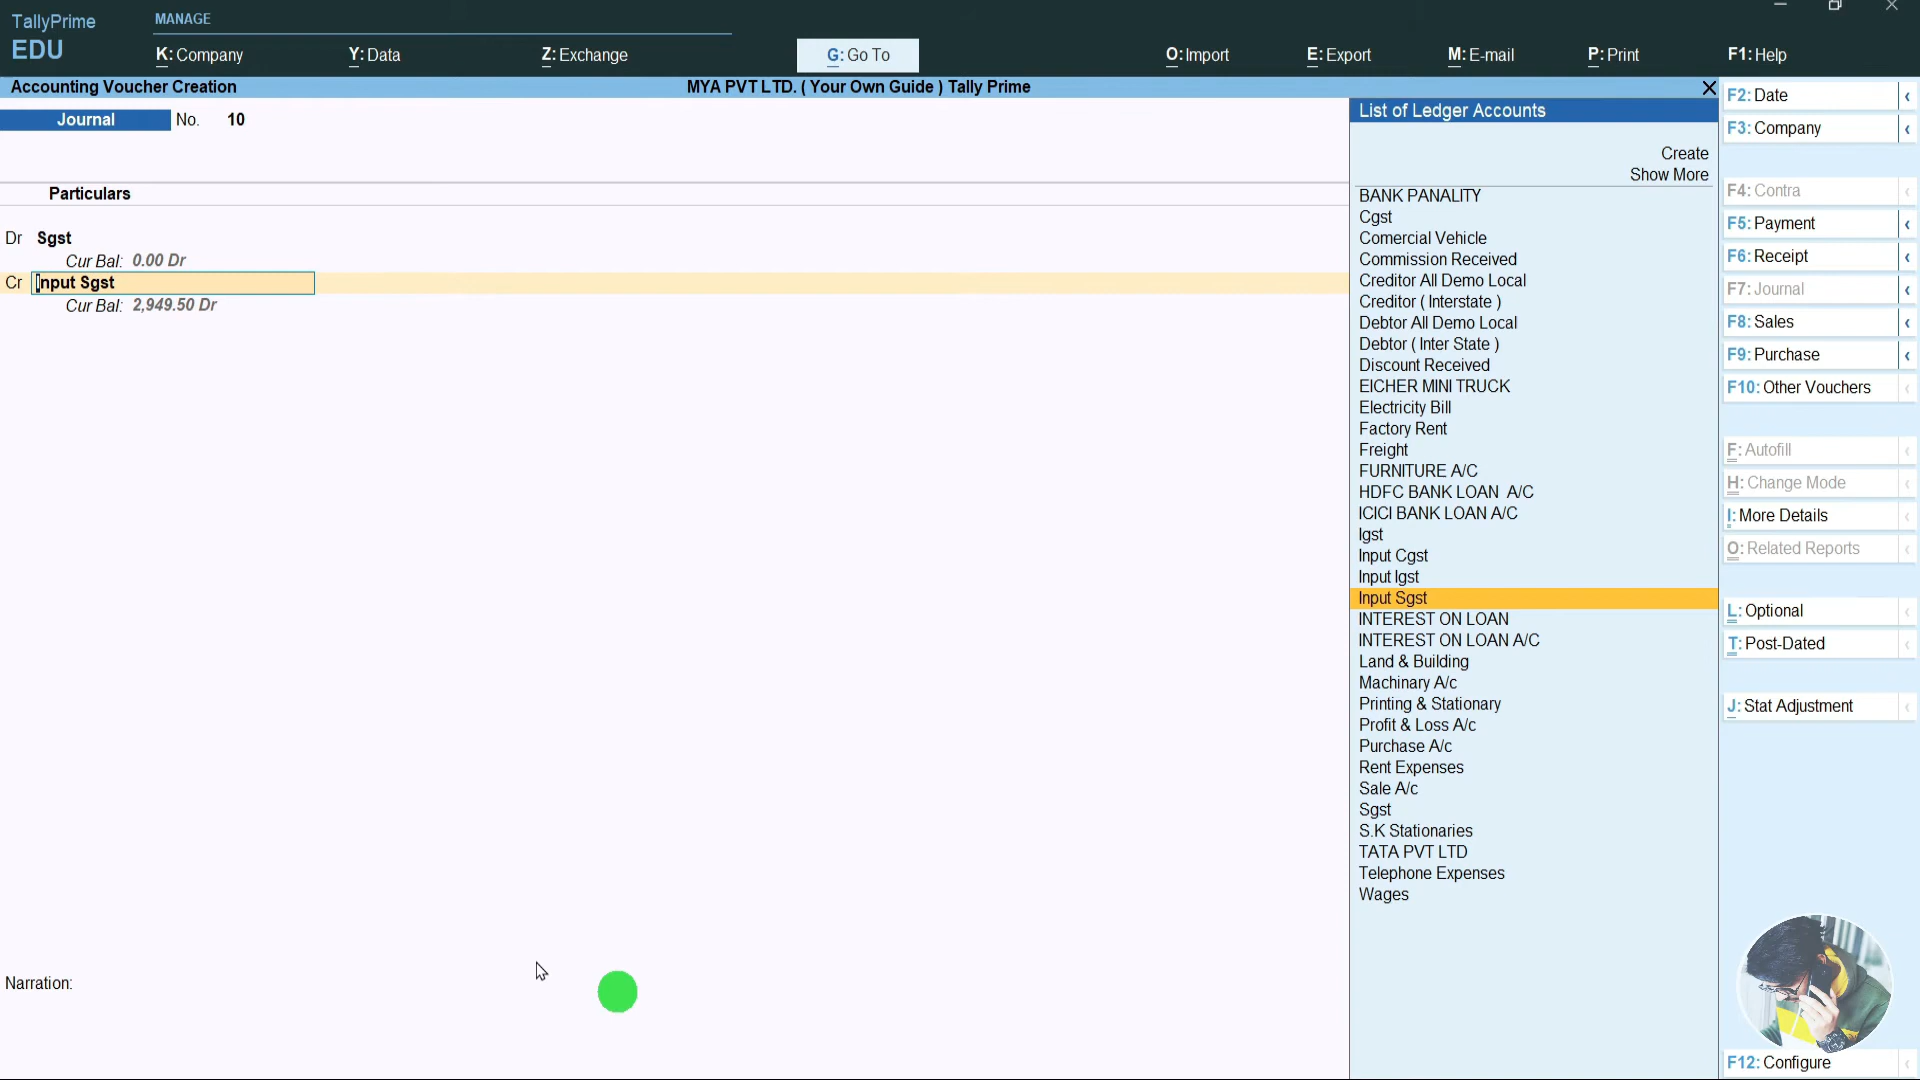 TallyPrime
EDU
MANAGE
K: Company
Y: Data
Z: Exchange
G: Go To
O: Import
E: Export
M: E-mail
P: Print
F1: Help
Accounting Voucher Creation
MYA PVT LTD. ( Your Own Guide ) Tally Prime
Journal No. 10
Particulars
Dr Sgst
Cur Bal: 0.00 Dr
Cr Input Sgst
Cur Bal: 2,949.50 Dr
Narration:
List of Ledger Accounts
Create
Show More
BANK PANALITY
Cgst
Comercial Vehicle
Commission Received
Creditor All Demo Local
Creditor ( Interstate )
Debtor All Demo Local
Debtor ( Inter State )
Discount Received
EICHER MINI TRUCK
Electricity Bill
Factory Rent
Freight
FURNITURE A/C
HDFC BANK LOAN A/C
ICICI BANK LOAN A/C
Igst
Input Cgst
Input Igst
Input Sgst
INTEREST ON LOAN
INTEREST ON LOAN A/C
Land & Building
Machinary A/c
Printing & Stationary
Profit & Loss A/c
Purchase A/c
Rent Expenses
Sale A/c
Sgst
S.K Stationaries
TATA PVT LTD
Telephone Expenses
Wages
F2: Date
F3: Company
F4: Contra
F5: Payment
F6: Receipt
F7: Journal
F8: Sales
F9: Purchase
F10: Other Vouchers
F: Autofill
H: Change Mode
I: More Details
O: Related Reports
L: Optional
T: Post-Dated
J: Stat Adjustment
F12: Configure